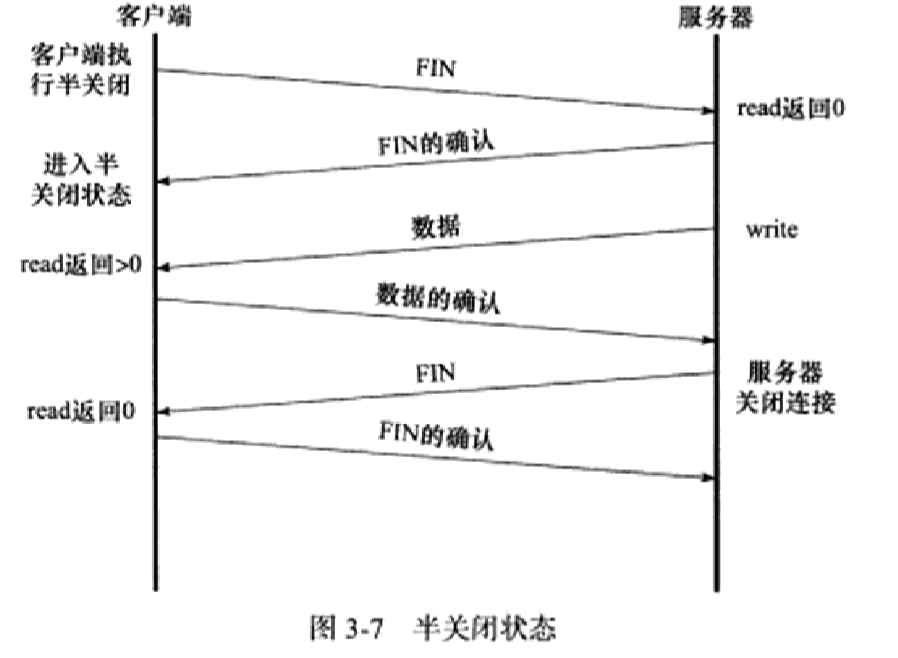 客户端
服务器
客户端执
行半关闭
FIN
read返回0
FIN的确认
进入半
关闭状态
数据
write
read返回>0
数据的确认
FIN
服务器
关闭连接
read返回0
FIN的确认
图 3-7 半关闭状态